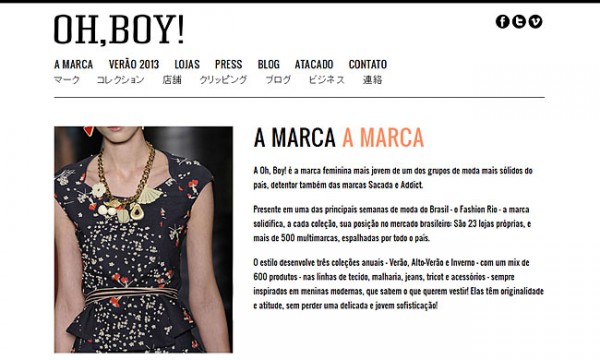 OH,BOY!
A MARCA VERÃO 2013 LOJAS PRESS BLOG ATACADO CONTATO
マーク コレクション 店舗 クリッピング ブログ ビジネス 連絡
A MARCA A MARCA
A Oh, Boy! é a marca feminina mais jovem de um dos grupos de moda mais sólidos do
país, detentor também das marcas Sacada e Addict.
Presente em uma das principais semanas de moda do Brasil - o Fashion Rio - a marca
solidifica, a cada coleção, sua posição no mercado brasileiro: São 23 lojas próprias, e
mais de 500 multimarcas, espalhadas por todo o país.
O estilo desenvolve três coleções anuais - Verão, Alto-Verão e Inverno - com um mix de
600 produtos - nas linhas de tecido, malharia, jeans, tricot e acessórios - sempre
inspirados em meninas modernas, que sabem o que querem vestir! Elas têm originalidade
e atitude, sem perder uma delicada e jovem sofisticação!